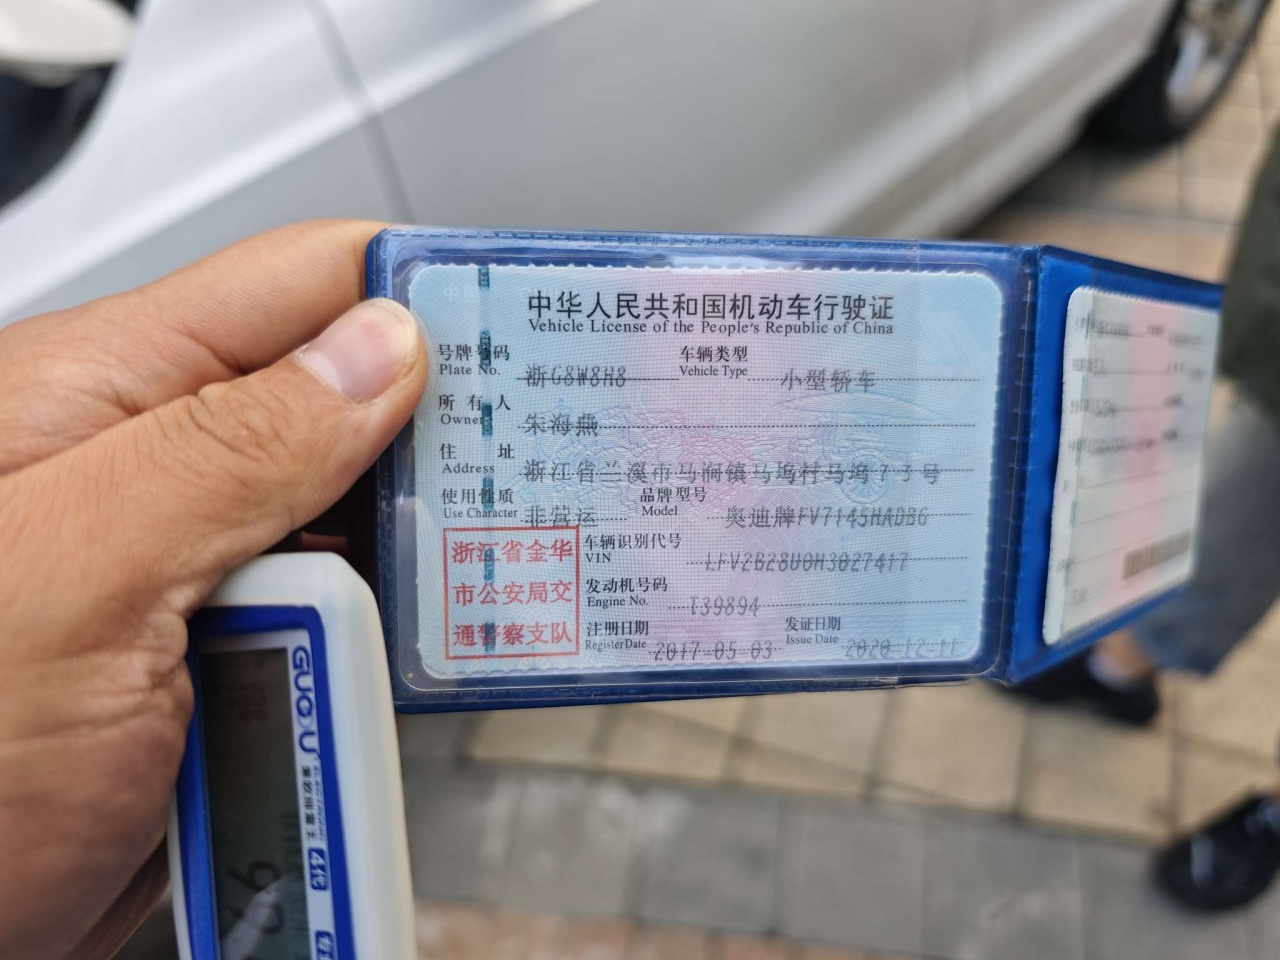 中华人民共和国机动车行驶证
Vehicle License of the People's Republic of China
号牌号码 浙G8W8H8 车辆类型 小型轿车
Plate No. Vehicle Type
所有人 朱海燕
Owner
住址 浙江省兰溪市马涧镇马坞村马坞73号
Address
使用性质 非营运 品牌型号 奥迪牌FV7145HADBG
Use Character Model
浙江省金华
市公安局交
通警察支队
车辆识别代号 LFV2B28U0H3027417
VIN
发动机号码 T39894
Engine No.
注册日期 2017-05-03 发证日期 2020-12-11
Register Date Issue Date
GUOU
4代